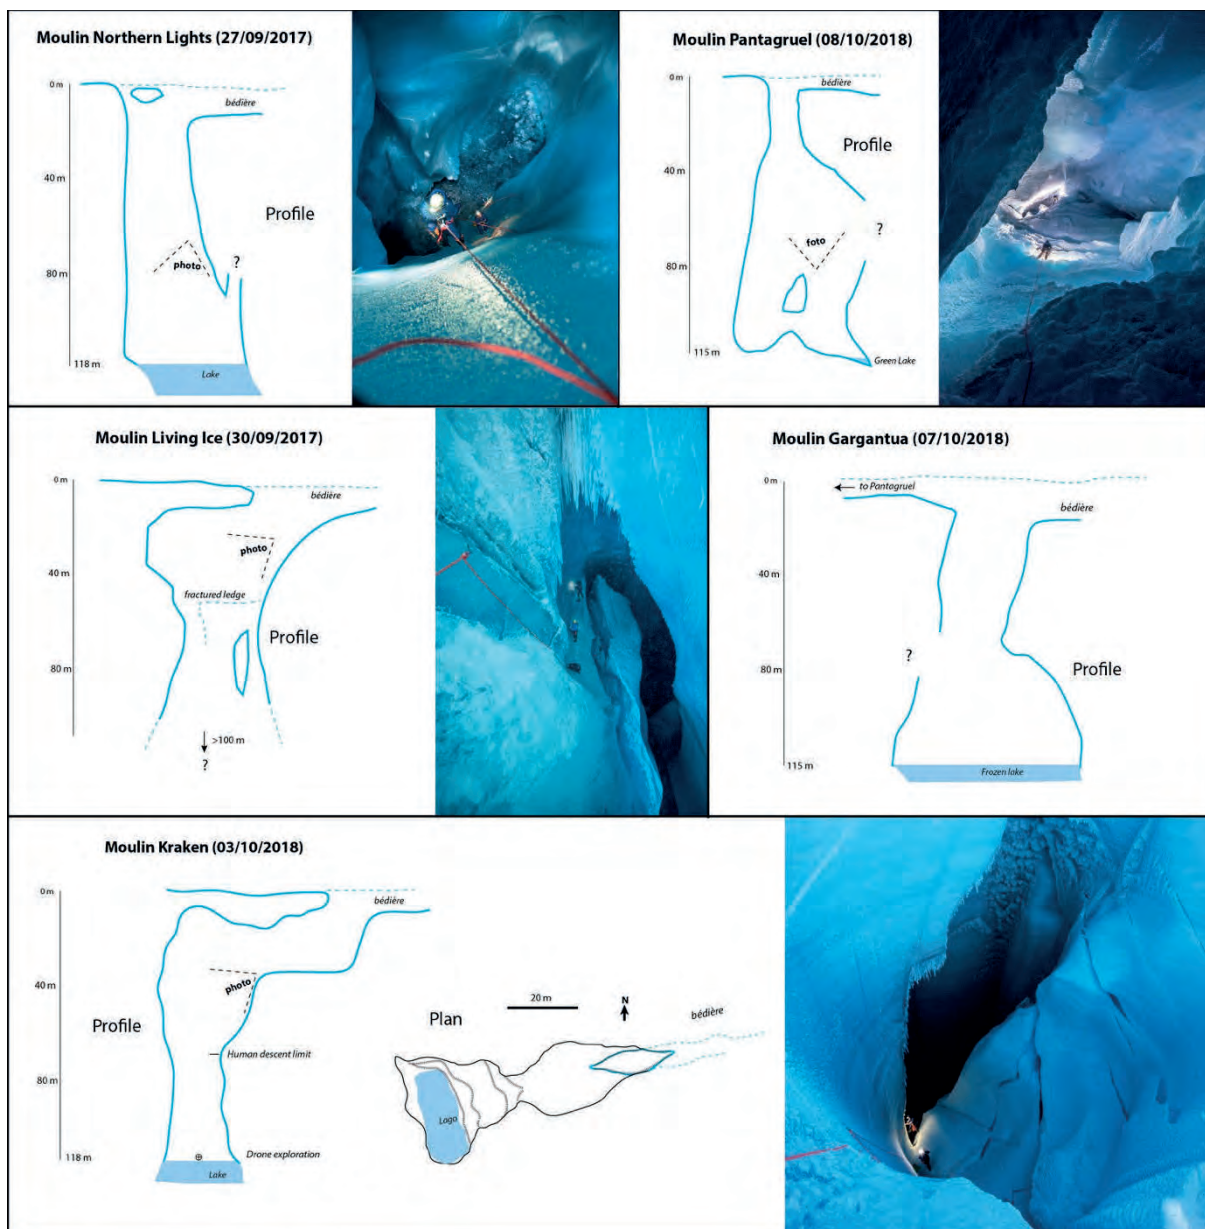 Moulin Northern Lights (27/09/2017)
0 m
bédière
40 m
Profile
?
photo
80 m
118 m
Lake
Moulin Pantagruel (08/10/2018)
0 m
bédière
Profile
40 m
?
foto
80 m
115 m
Green Lake
Moulin Living Ice (30/09/2017)
0 m
bédière
photo
40 m
fractured ledge
Profile
80 m
>100 m
?
Moulin Gargantua (07/10/2018)
0 m
to Pantagruel
bédière
40 m
?
80 m
Profile
115 m
Frozen lake
Moulin Kraken (03/10/2018)
0 m
bédière
40 m
photo
Profile
Human descent limit
80 m
118 m
Drone exploration
Lake
20 m
N
Plan
bédière
Lago